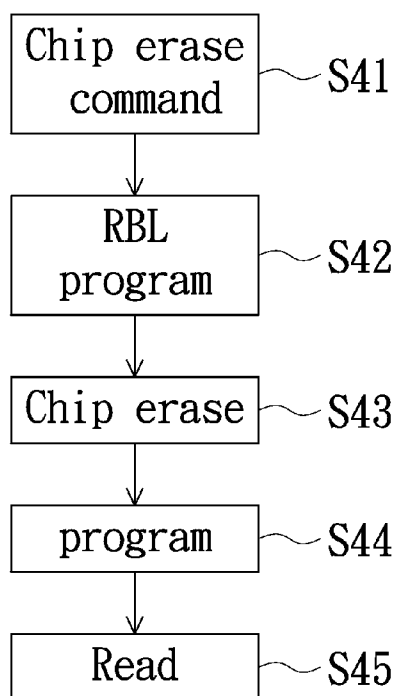 Chip erase
command
S41
RBL
program
S42
Chip erase
S43
program
S44
Read
S45